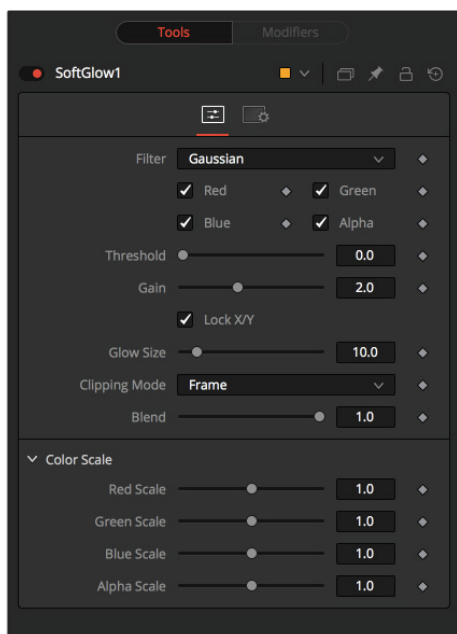 Tools Modifiers
SoftGlow1
Filter Gaussian
Red Green
Blue Alpha
Threshold 0.0
Gain 2.0
Lock X/Y
Glow Size 10.0
Clipping Mode Frame
Blend 1.0
Color Scale
Red Scale 1.0
Green Scale 1.0
Blue Scale 1.0
Alpha Scale 1.0